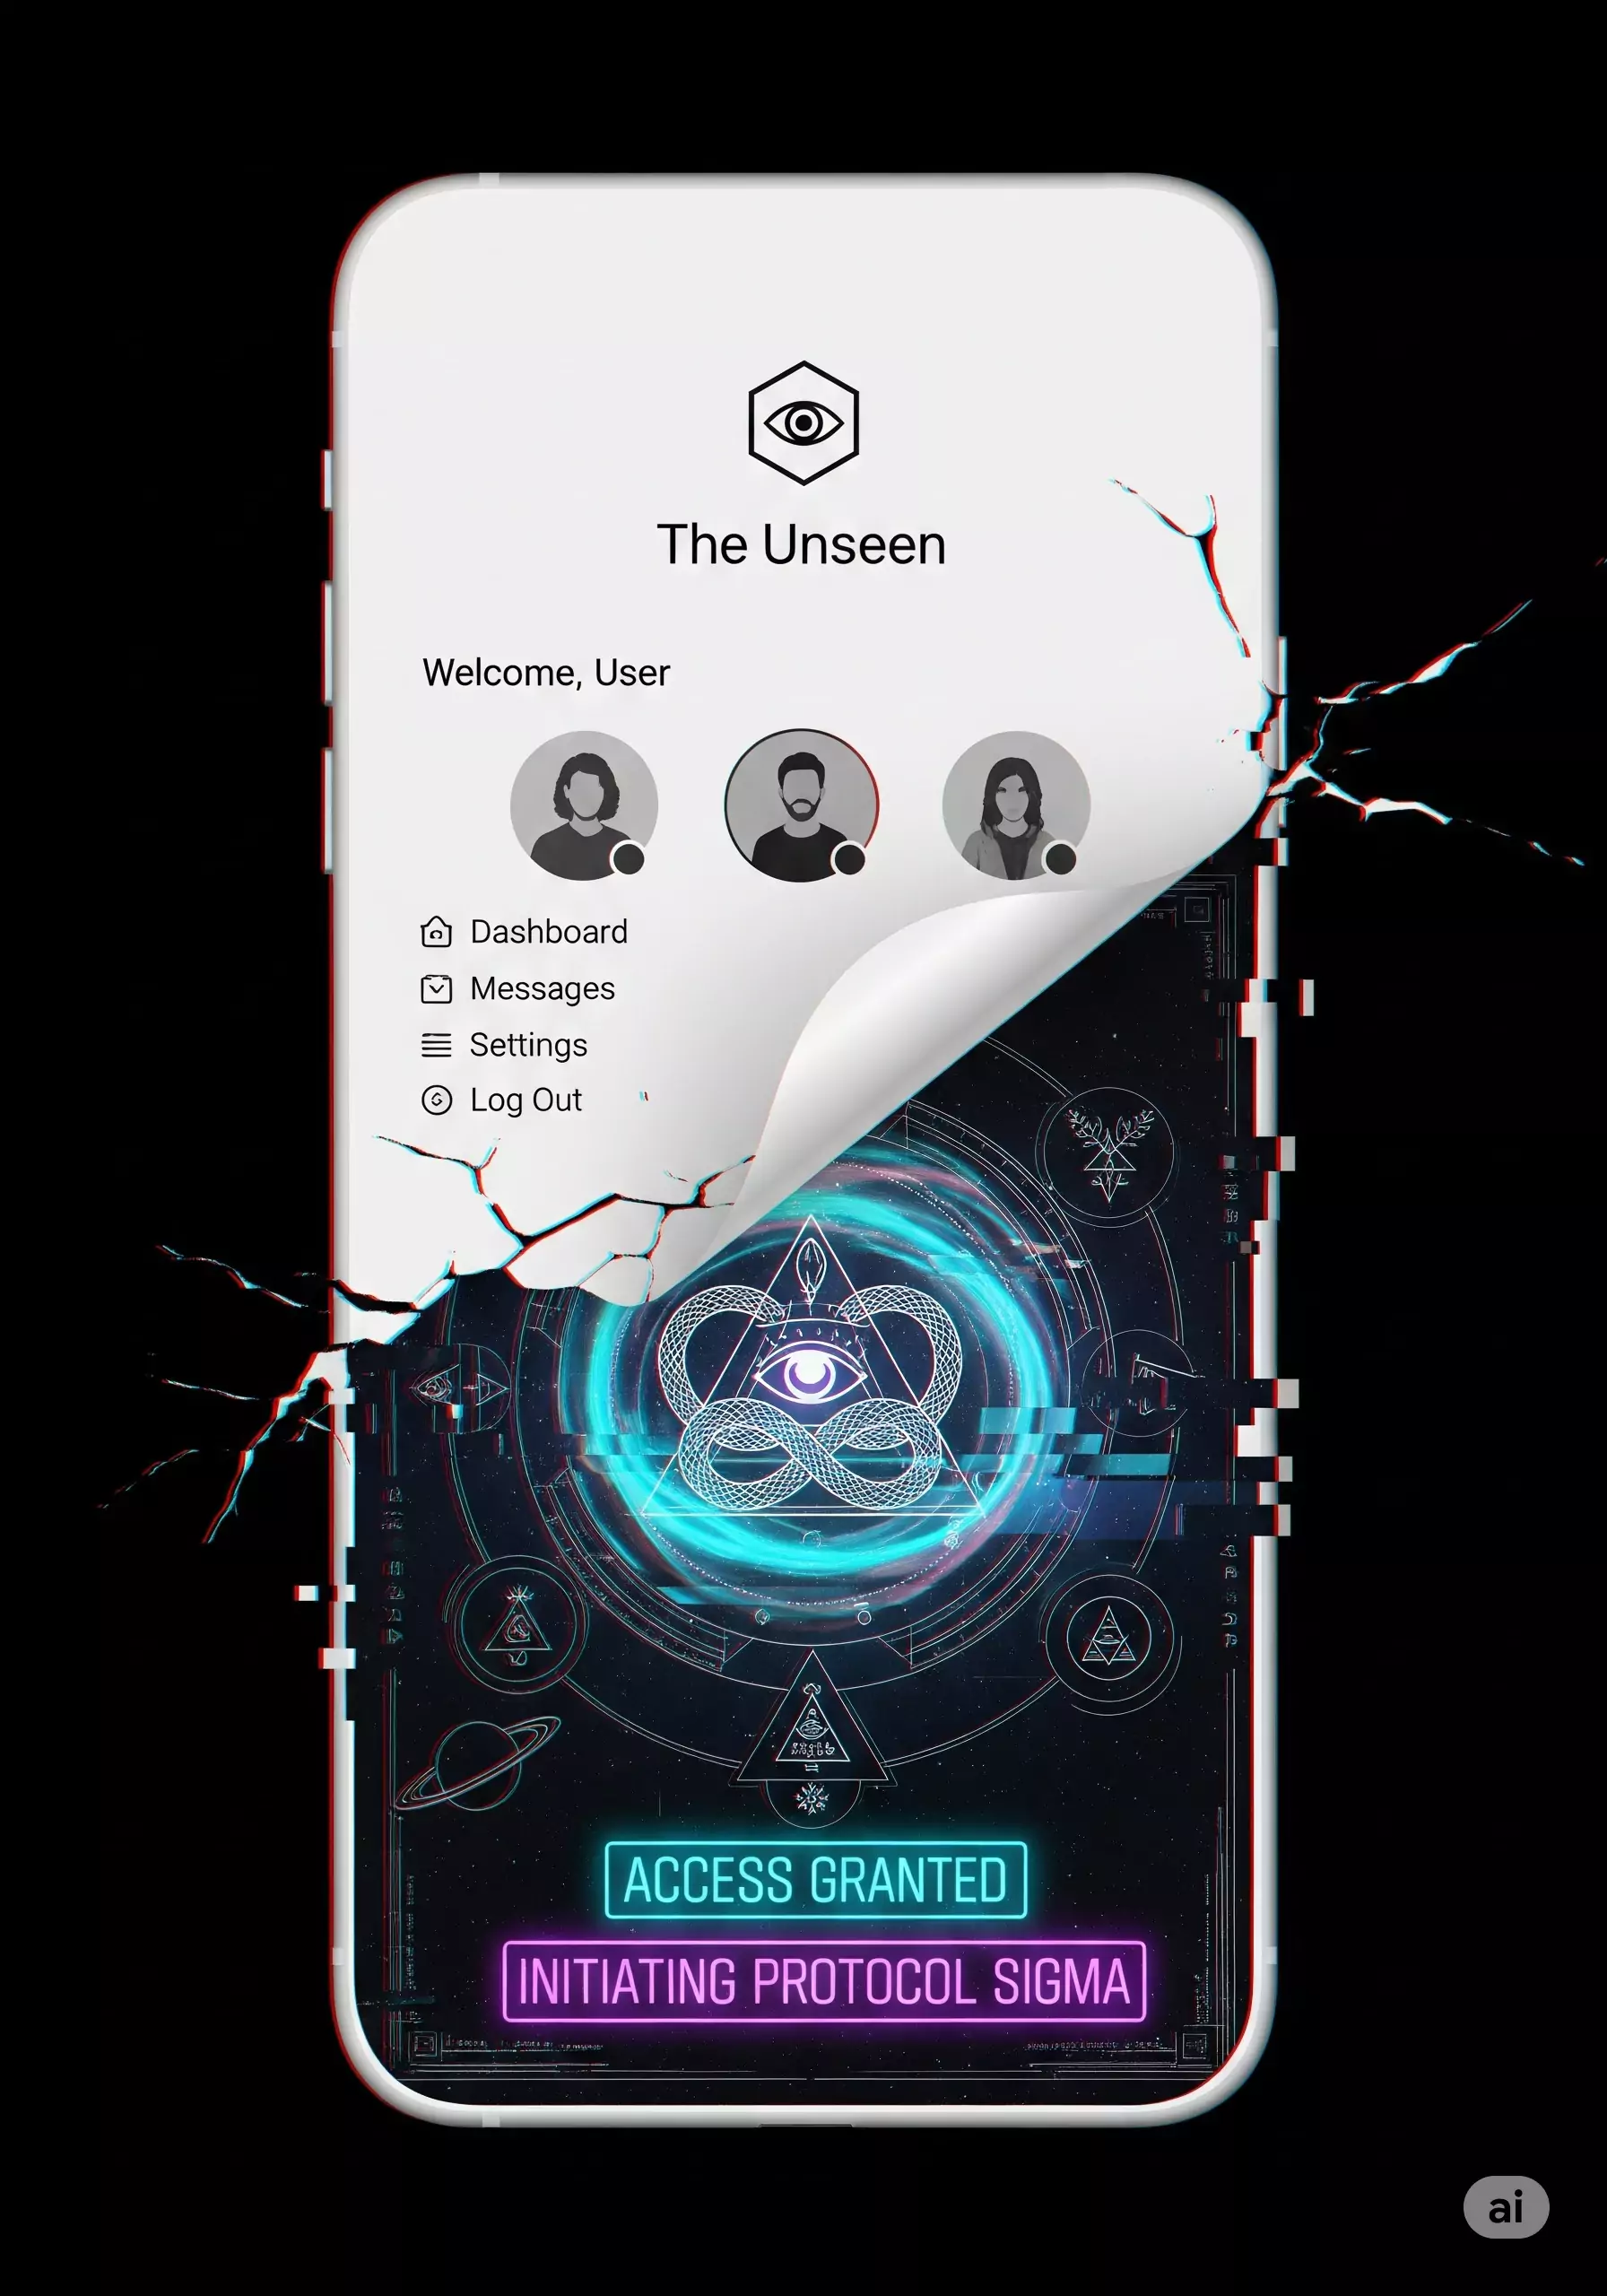 The Unseen
Welcome, User
Dashboard
Messages
Settings
Log Out
ACCESS GRANTED
INITIATING PROTOCOL SIGMA
ai